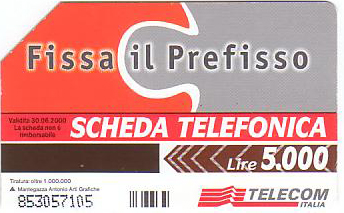 Fissa il Prefisso
Validità 30.06.2000
La scheda non è
rimborsabile
SCHEDA TELEFONICA
Lire 5.000
Tiratura: oltre 1.000.000
Mantegazza Antonio Arti Grafiche
853057105
TELECOM
ITALIA